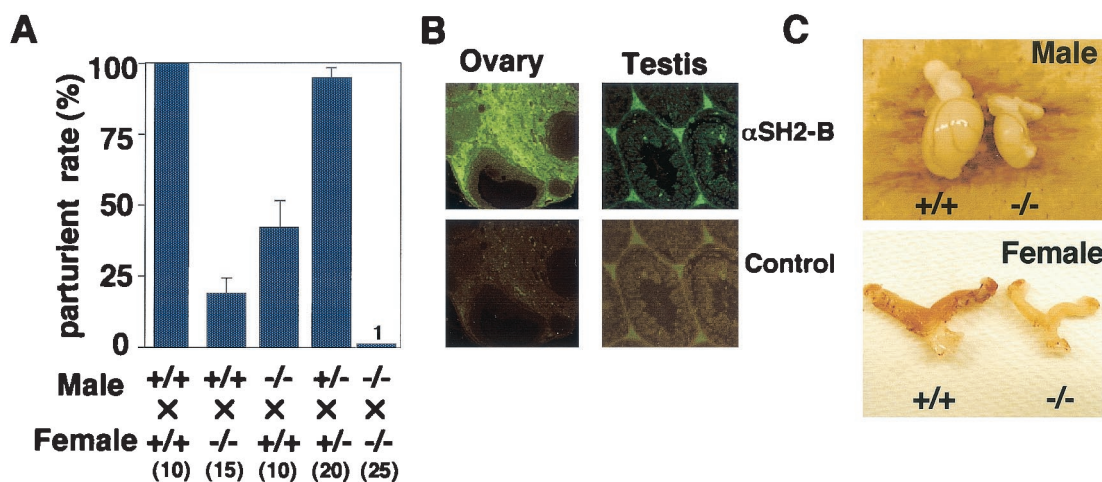 A
parturient rate (%)
100
75
50
25
0
1
Male +/+ +/+ -/- +/- -/-
× × × × ×
Female +/+ -/- +/+ +/- -/-
(10) (15) (10) (20) (25)
B
Ovary Testis
αSH2-B
Control
C
Male
+/+ -/-
Female
+/+ -/-